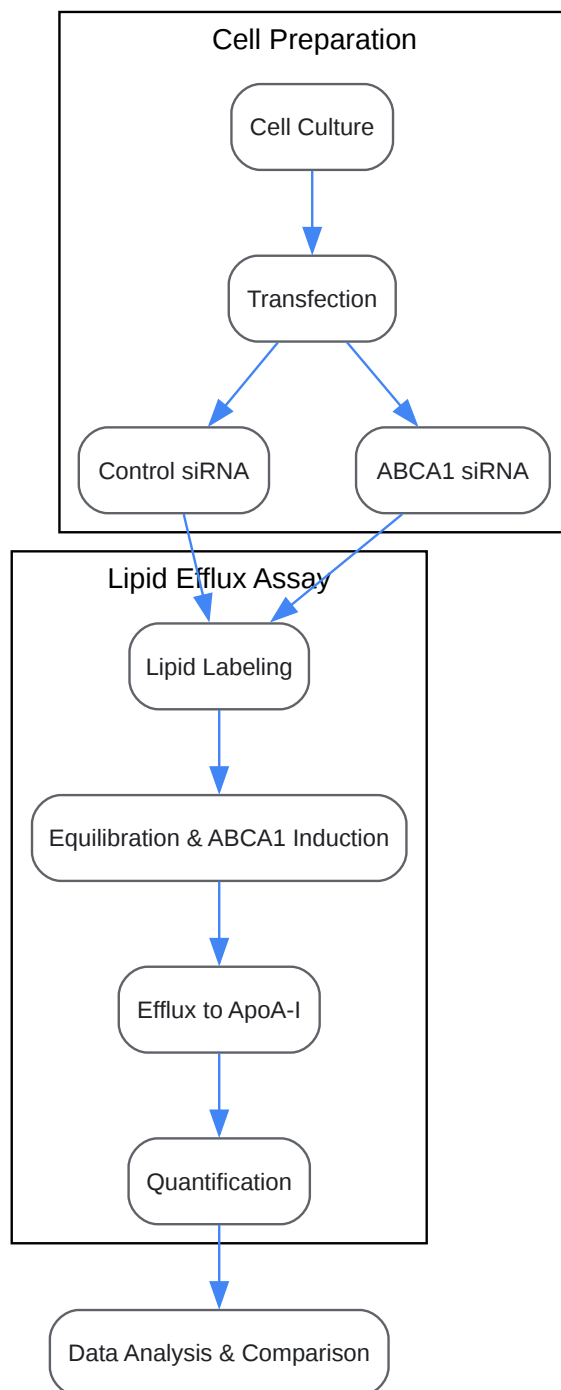 Cell Preparation
Cell Culture
Transfection
Control siRNA
ABCA1 siRNA
Lipid Efflux Assay
Lipid Labeling
Equilibration & ABCA1 Induction
Efflux to ApoA-I
Quantification
Data Analysis & Comparison